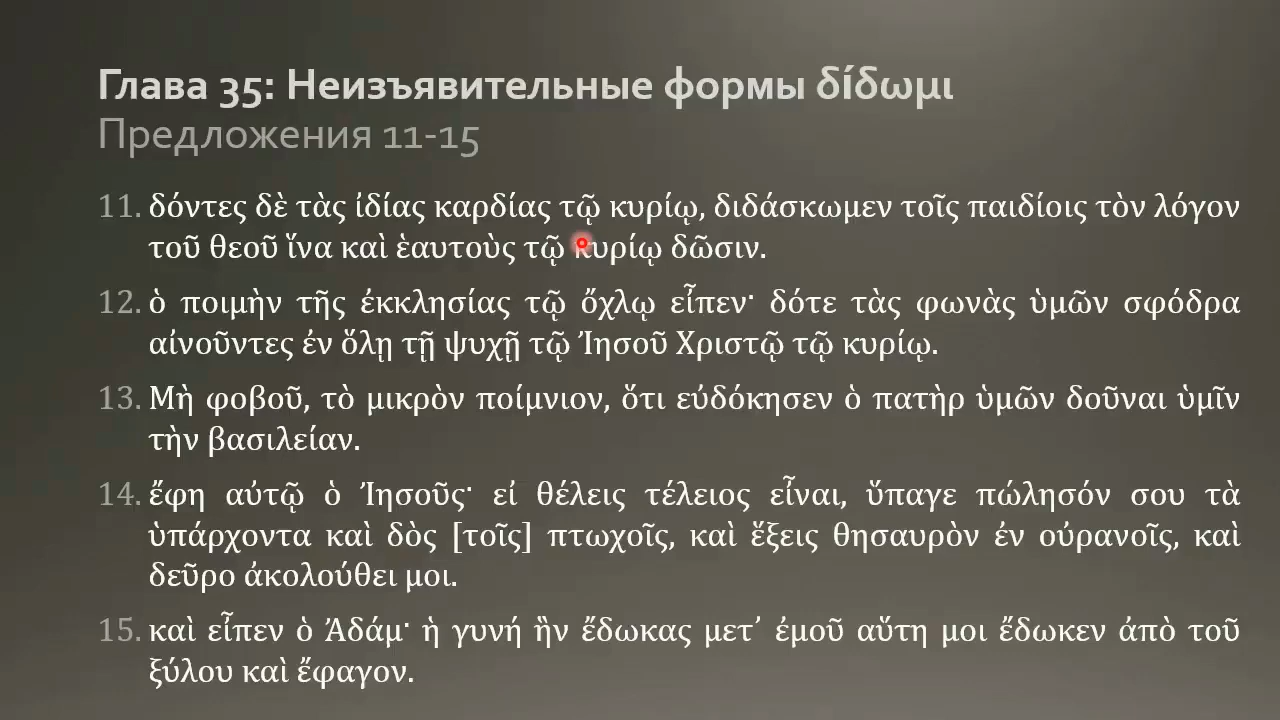 Глава 35: Неизъявительные формы δίδωμι
Предложения 11-15
11. δόντες δὲ τὰς ἰδίας καρδίας τῷ κυρίῳ, διδάσκωμεν τοῖς παιδίοις τὸν λόγον
τοῦ θεοῦ ἵνα καὶ ἑαυτοὺς τῷ κυρίῳ δῶσιν.
12. ὁ ποιμὴν τῆς ἐκκλησίας τῷ ὄχλῳ εἶπεν· δότε τὰς φωνὰς ὑμῶν σφόδρα
αἰνοῦντες ἐν ὅλῃ τῇ ψυχῇ τῷ Ἰησοῦ Χριστῷ τῷ κυρίῳ.
13. Μὴ φοβοῦ, τὸ μικρὸν ποίμνιον, ὅτι εὐδόκησεν ὁ πατὴρ ὑμῶν δοῦναι ὑμῖν
τὴν βασιλείαν.
14. ἔφη αὐτῷ ὁ Ἰησοῦς· εἰ θέλεις τέλειος εἶναι, ὕπαγε πώλησόν σου τὰ
ὑπάρχοντα καὶ δὸς [τοῖς] πτωχοῖς, καὶ ἕξεις θησαυρὸν ἐν οὐρανοῖς, καὶ
δεῦρο ἀκολούθει μοι.
15. καὶ εἶπεν ὁ Ἀδάμ· ἡ γυνή ἣν ἔδωκας μετ᾽ ἐμοῦ αὕτη μοι ἔδωκεν ἀπὸ τοῦ
ξύλου καὶ ἔφαγον.